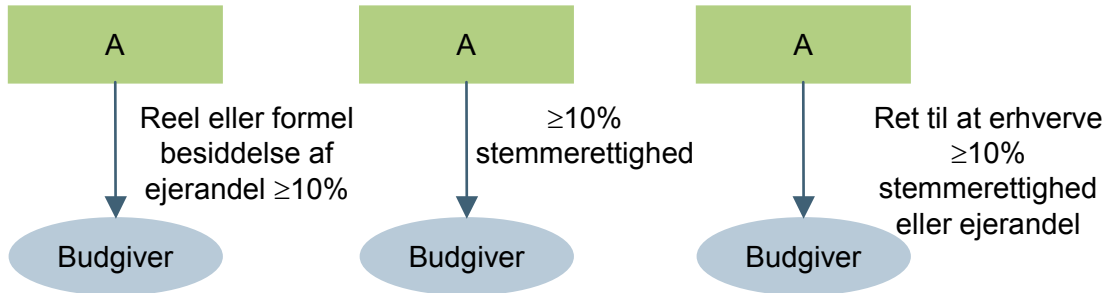 A
Reel eller formel
besiddelse af
ejerandel ≥10%
Budgiver
A
≥10%
stemmerettighed
Budgiver
A
Ret til at erhverve
≥10%
stemmerettighed
eller ejerandel
Budgiver